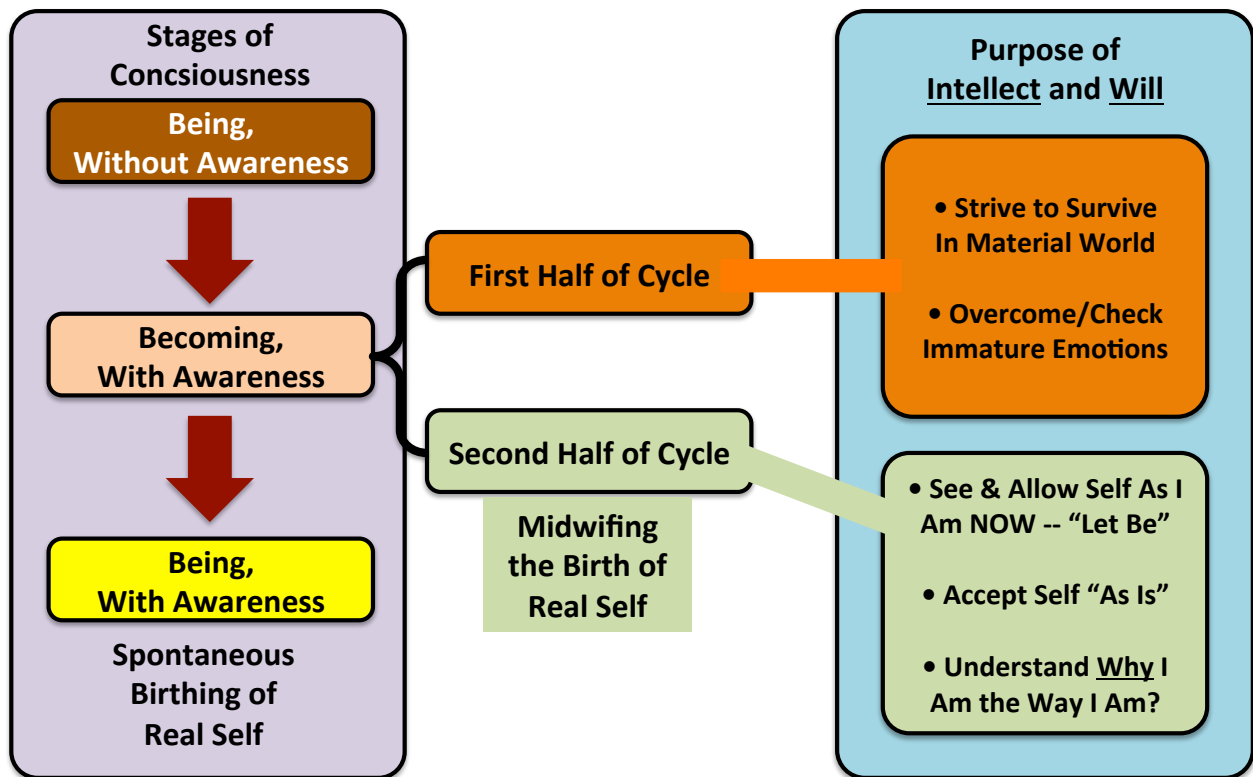 Stages of
Concsiousness
Being,
Without Awareness
Becoming,
With Awareness
Being,
With Awareness
Spontaneous
Birthing of
Real Self
First Half of Cycle
Second Half of Cycle
Midwifing
the Birth of
Real Self
Purpose of
Intellect and Will
• Strive to Survive
In Material World
• Overcome/Check
Immature Emotions
• See & Allow Self As I
Am NOW -- “Let Be”
• Accept Self “As Is”
• Understand Why I
Am the Way I Am?